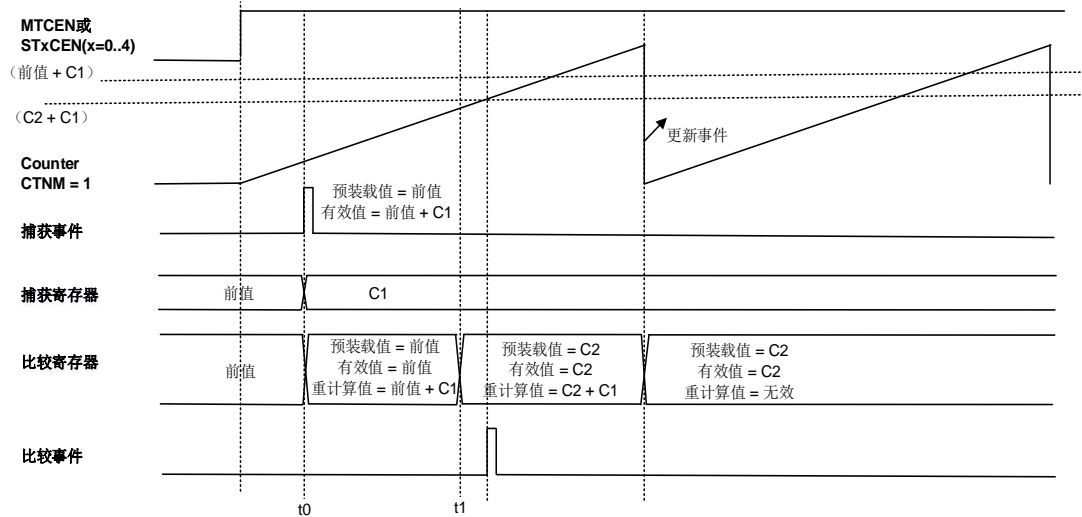 MTCEN或
STxCEN(x=0..4)
（前值 + C1）
（C2 + C1）
更新事件
Counter
CTNM = 1
预装载值 = 前值
有效值 = 前值 + C1
捕获事件
捕获寄存器
前值
C1
比较寄存器
前值
预装载值 = 前值
有效值 = 前值
重计算值 = 前值 + C1
预装载值 = C2
有效值 = C2
重计算值 = C2 + C1
预装载值 = C2
有效值 = C2
重计算值 = 无效
比较事件
t0
t1